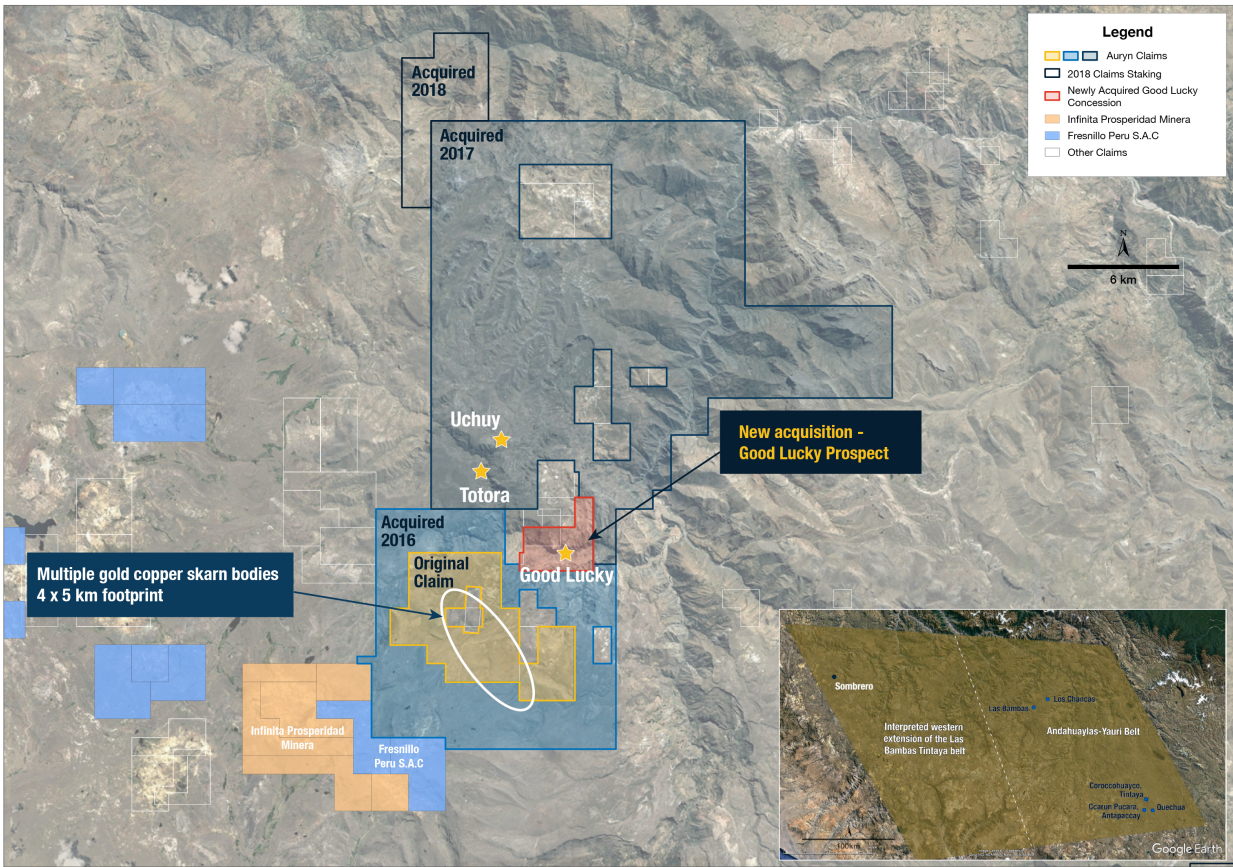 Legend
Auryn Claims
2018 Claims Staking
Newly Acquired Good Lucky
Concession
Infinita Prosperidad Minera
Fresnillo Peru S.A.C
Other Claims
N
6 km
Acquired
2018
Acquired
2017
Uchuy
Totora
New acquisition -
Good Lucky Prospect
Acquired
2016
Original
Claim
Good Lucky
Multiple gold copper skarn bodies
4 x 5 km footprint
Infinita Prosperidad
Minera
Fresnillo
Peru S.A.C
Sombrero
Los Chancas
Las Bambas
Interpreted western
extension of the Las
Bambas Tintaya belt
Andahuaylas-Yauri Belt
Coroccohuayco,
Tintaya
Ccatun Pucara,
Antapaccay
Quechua
100km
Google Earth